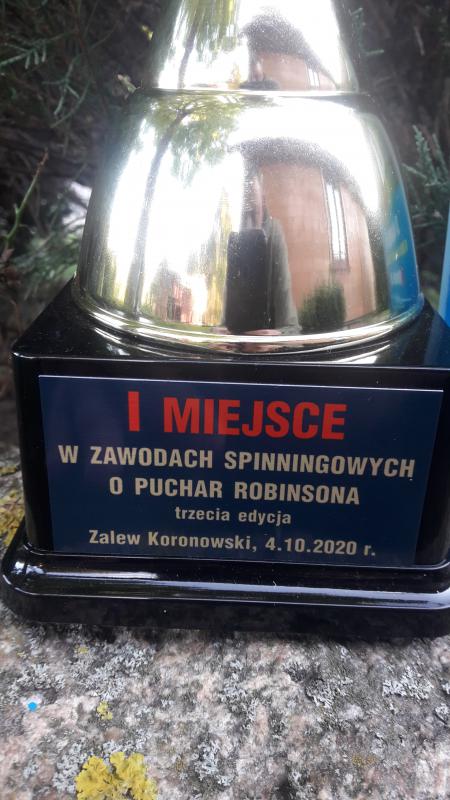 I MIEJSCE
W ZAWODACH SPINNINGOWYCH
O PUCHAR ROBINSONA
trzecia edycja
Zalew Koronowski, 4.10.2020 r.